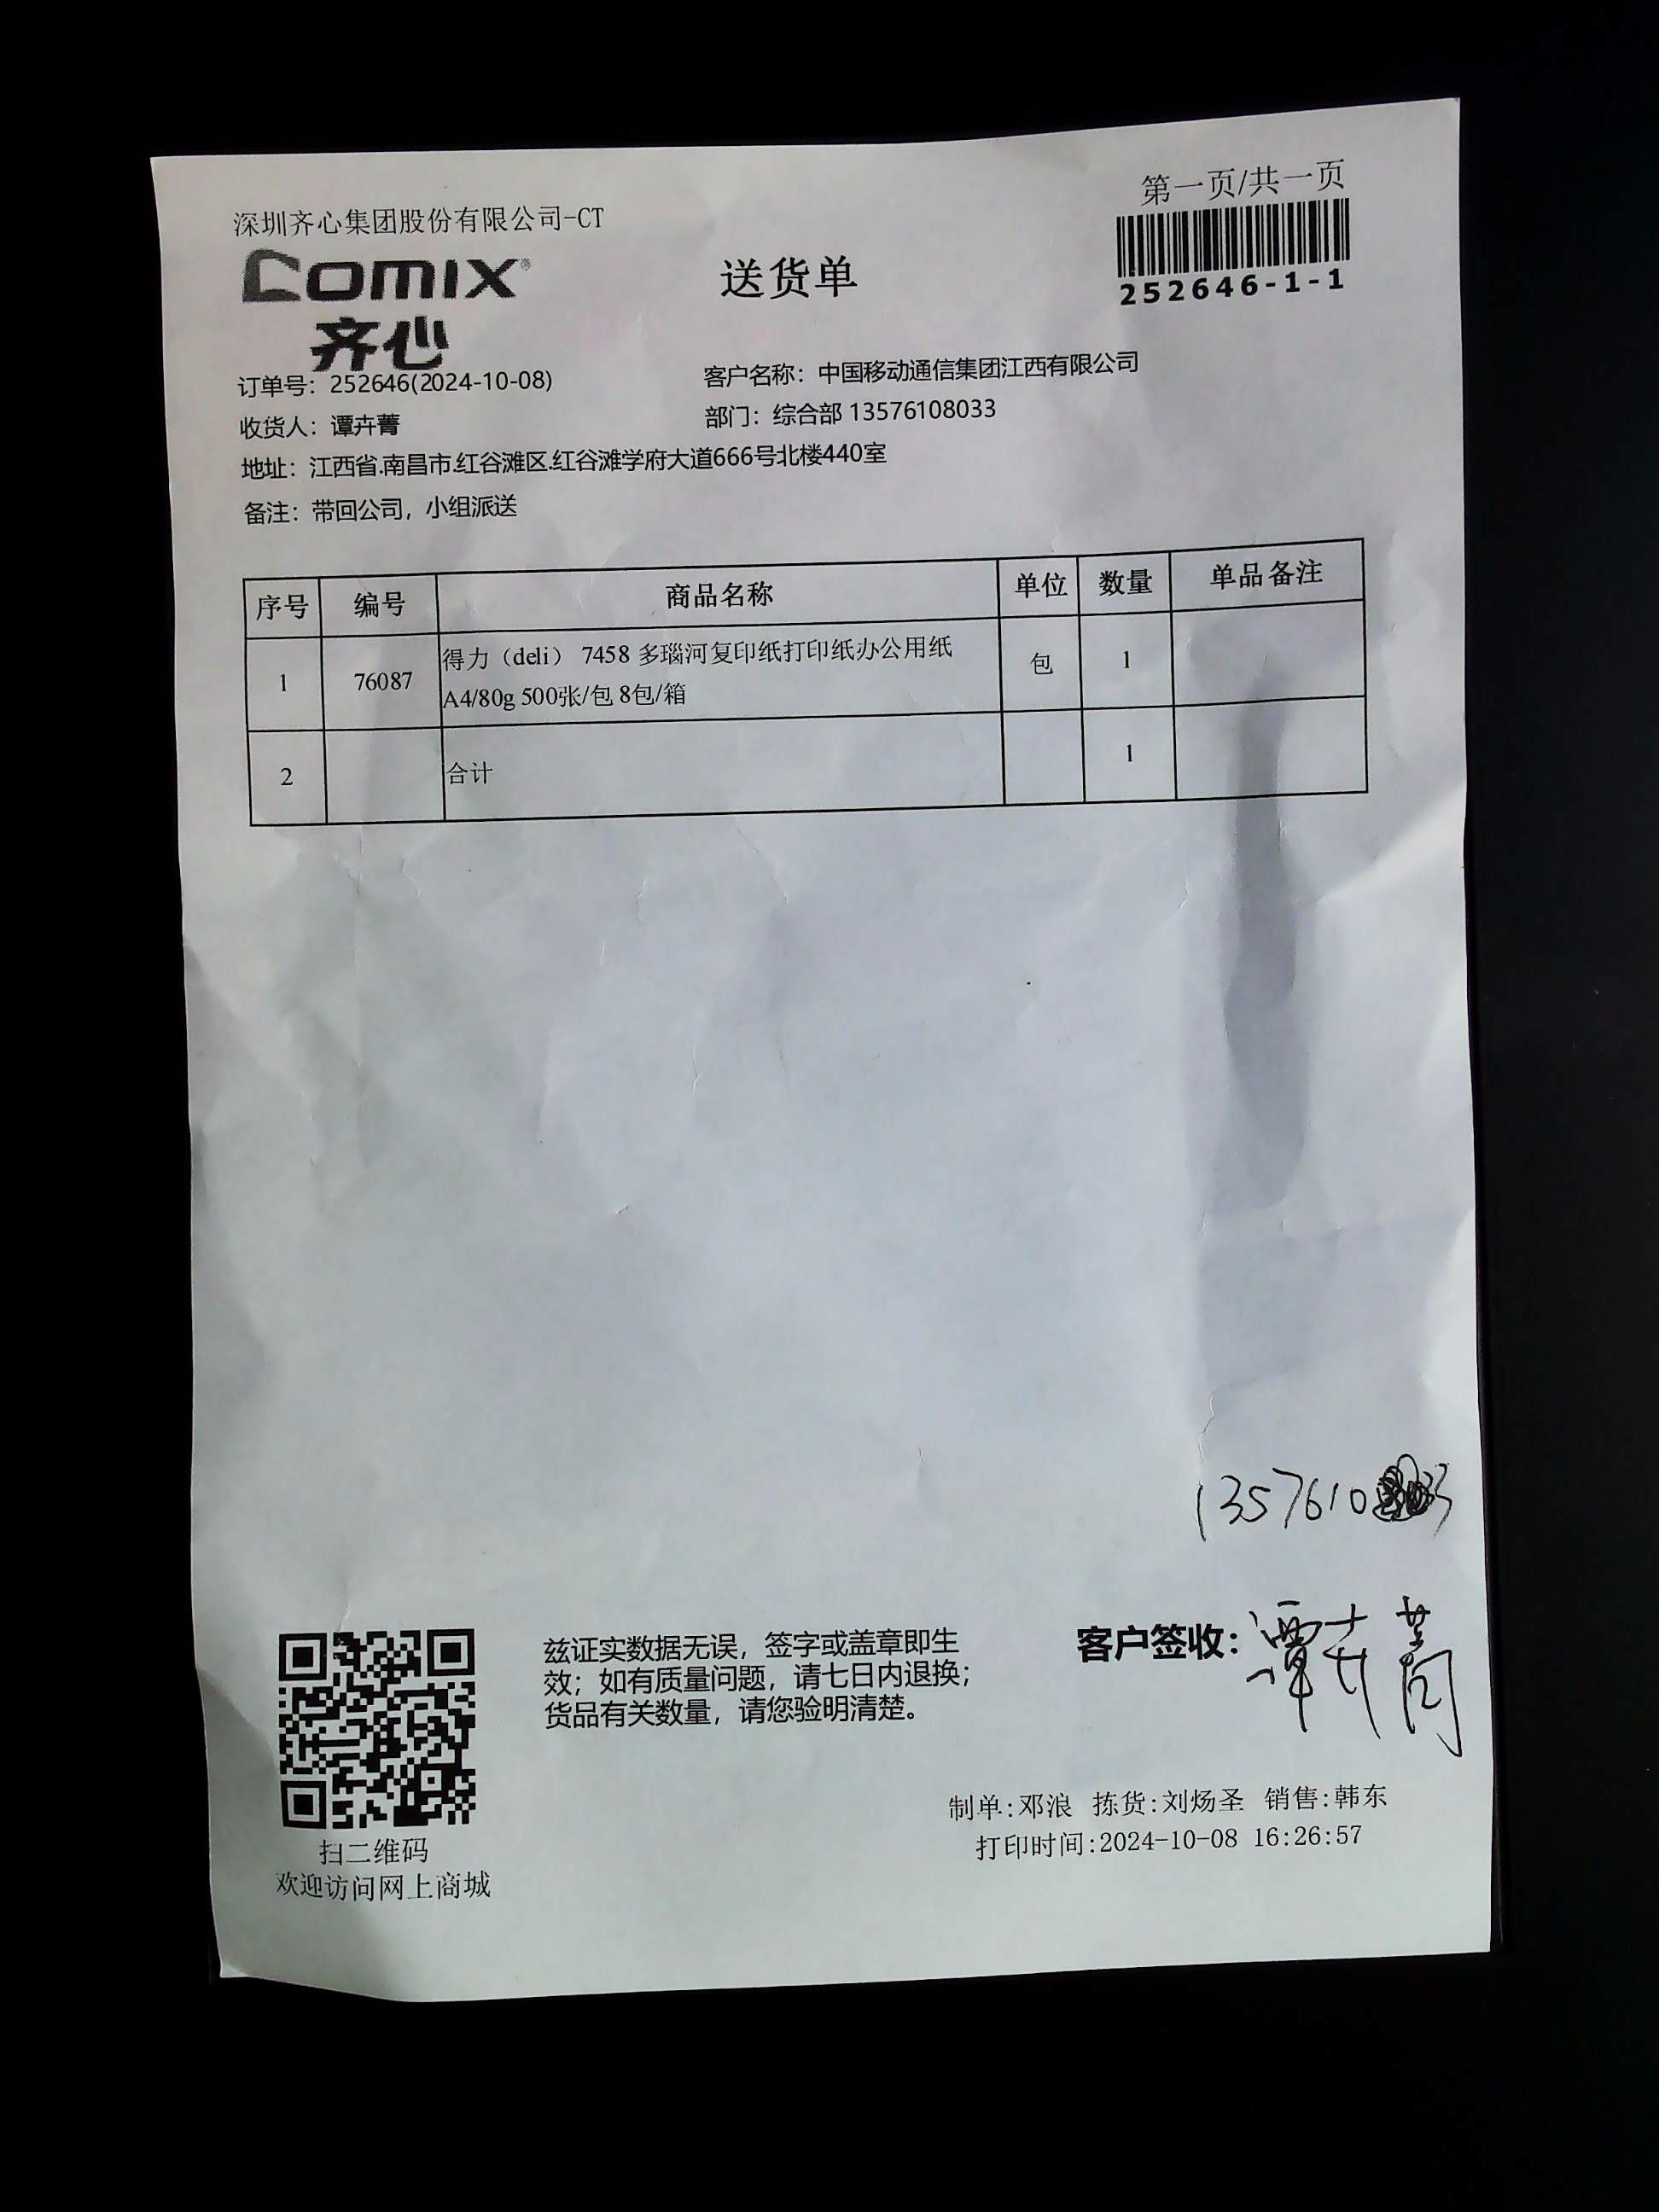 第一页/共一页
深圳齐心集团股份有限公司-CT
comix®
齐心
送货单
252646-1-1
订单号：252646(2024-10-08)
客户名称：中国移动通信集团江西有限公司
收货人：谭卉菁
部门：综合部 13576108033
地址：江西省.南昌市.红谷滩区.红谷滩学府大道666号北楼440室
备注：带回公司，小组派送
序号 编号 商品名称 单位 数量 单品备注
1 76087 得力（deli） 7458 多瑙河复印纸打印纸办公用纸 包 1
A4/80g 500张/包 8包/箱
2 合计 1
1357610
兹证实数据无误，签字或盖章即生
效；如有质量问题，请七日内退换；
货品有关数量，请您验明清楚。
客户签收：谭卉菁
制单:邓浪 拣货:刘炀圣 销售:韩东
打印时间:2024-10-08 16:26:57
扫二维码
欢迎访问网上商城